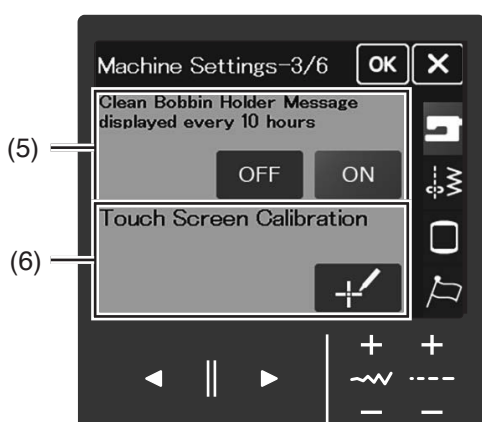 Machine Settings-3/6 OK
Clean Bobbin Holder Message
displayed every 10 hours
(5)
OFF ON
Touch Screen Calibration
(6)